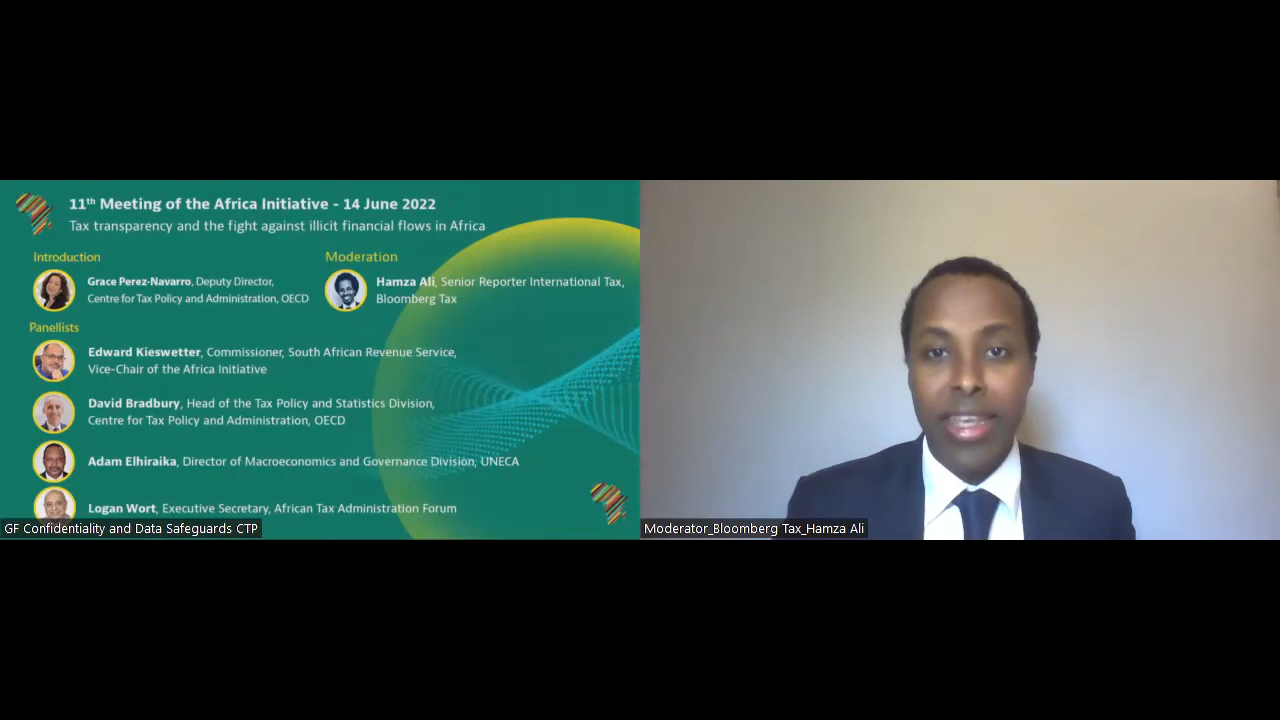 11th Meeting of the Africa Initiative - 14 June 2022
Tax transparency and the fight against illicit financial flows in Africa
Introduction
Grace Perez-Navarro, Deputy Director,
Centre for Tax Policy and Administration, OECD
Moderation
Hamza Ali, Senior Reporter International Tax,
Bloomberg Tax
Panellists
Edward Kieswetter, Commissioner, South African Revenue Service,
Vice-Chair of the Africa Initiative
David Bradbury, Head of the Tax Policy and Statistics Division,
Centre for Tax Policy and Administration, OECD
Adam Elhiraika, Director of Macroeconomics and Governance Division, UNECA
Logan Wort, Executive Secretary, African Tax Administration Forum
GF Confidentiality and Data Safeguards CTP
Moderator_Bloomberg Tax_Hamza Ali